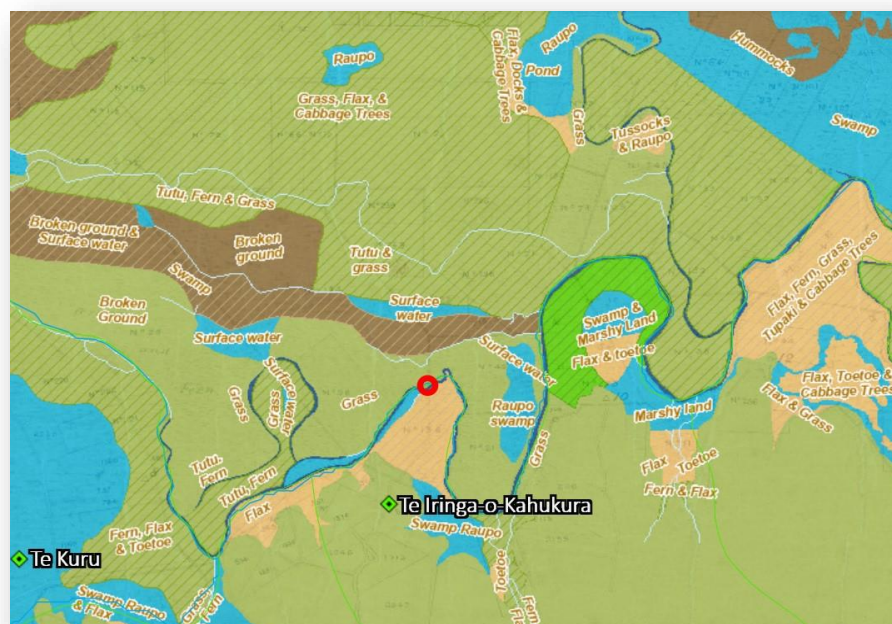 Raupo
Grass, Flax, &
Cabbage Trees
Flax, Docks &
Cabbage Trees
Raupo
Pond
Grass
Tussocks
& Raupo
Hummocks
Swamp
Tutu, Fern & Grass
Broken ground &
Surface water
Broken
ground
Tutu &
grass
Swamp
Broken
Ground
Surface water
Surface
water
Surface water
Swamp &
Marshy Land
Flax & toetoe
Flax, Fern, Grass,
Tupaki & Cabbage Trees
Grass
Grass
Surface water
Grass
Raupo
swamp
Grass
Marshy land
Flax & Grass
Flax, Toetoe &
Cabbage Trees
Tutu,
Fern
Tutu, Fern
Flax
Flax
Toetoe
Fern & Flax
Te Iringa-o-Kahukura
Swamp Raupo
Fern, Flax
& Toetoe
Te Kuru
Toetoe
Swamp Raupo
& Flax
Grass
Fern
Fern